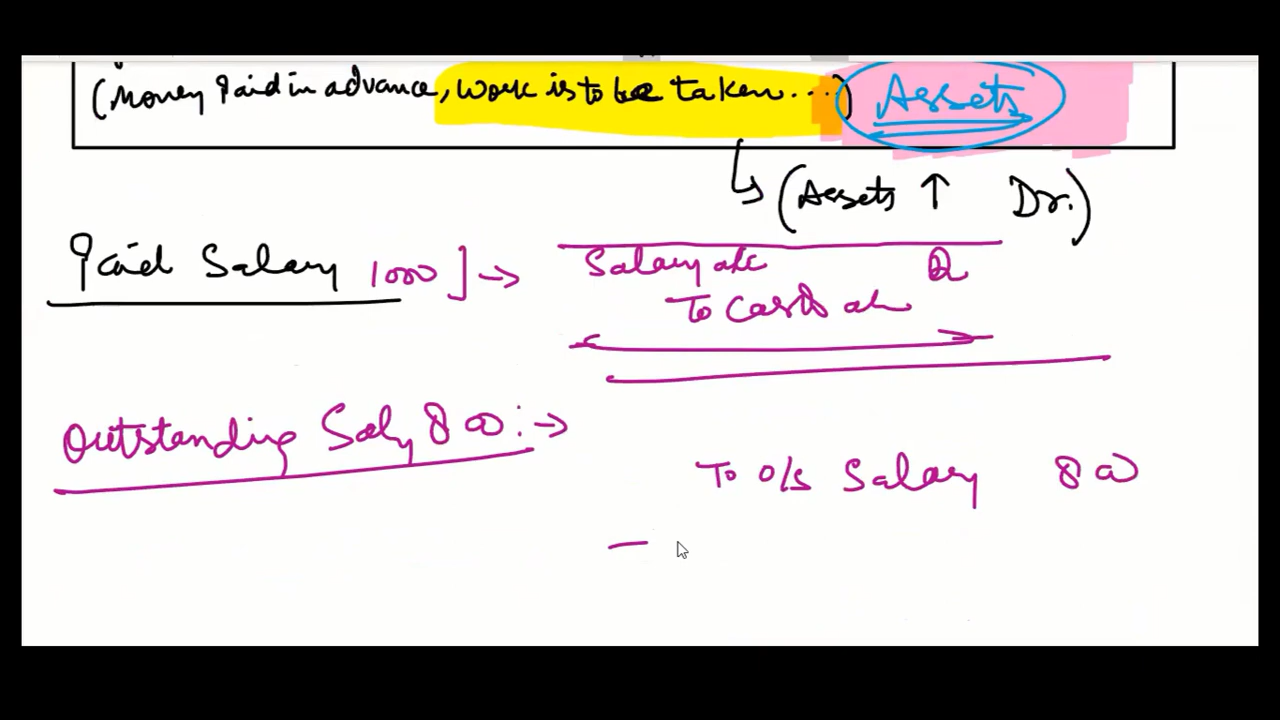 (Money Paid in advance, work is to be taken...) Assets
(Assets ↑ Dr.)
Paid Salary 1000] → Salary a/c Dr
To Cash a/c
Outstanding Saly 800 :→
To o/s Salary 800